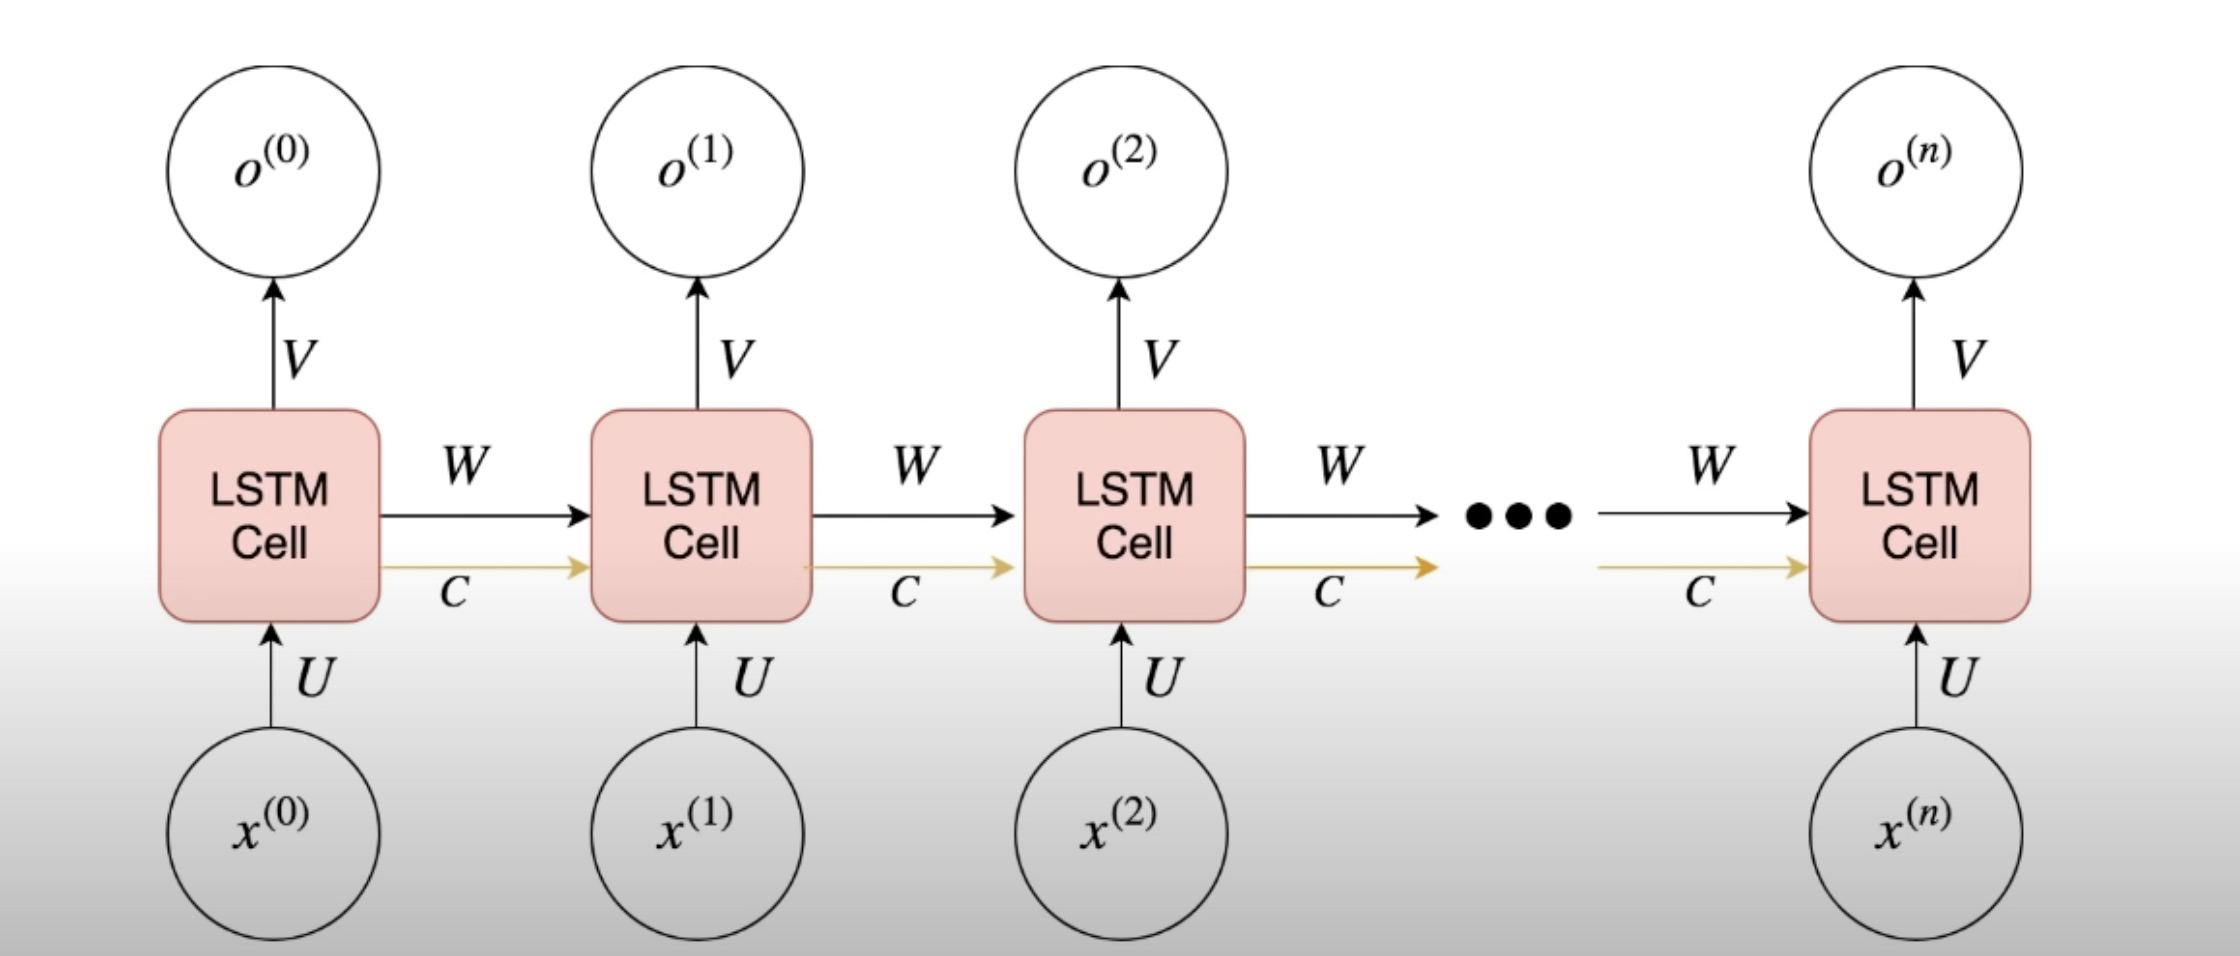 o^(0) o^(1) o^(2) o^(n)
V V V V
W W W W
LSTM LSTM LSTM LSTM
Cell Cell Cell Cell
C C C C
U U U U
x^(0) x^(1) x^(2) x^(n)